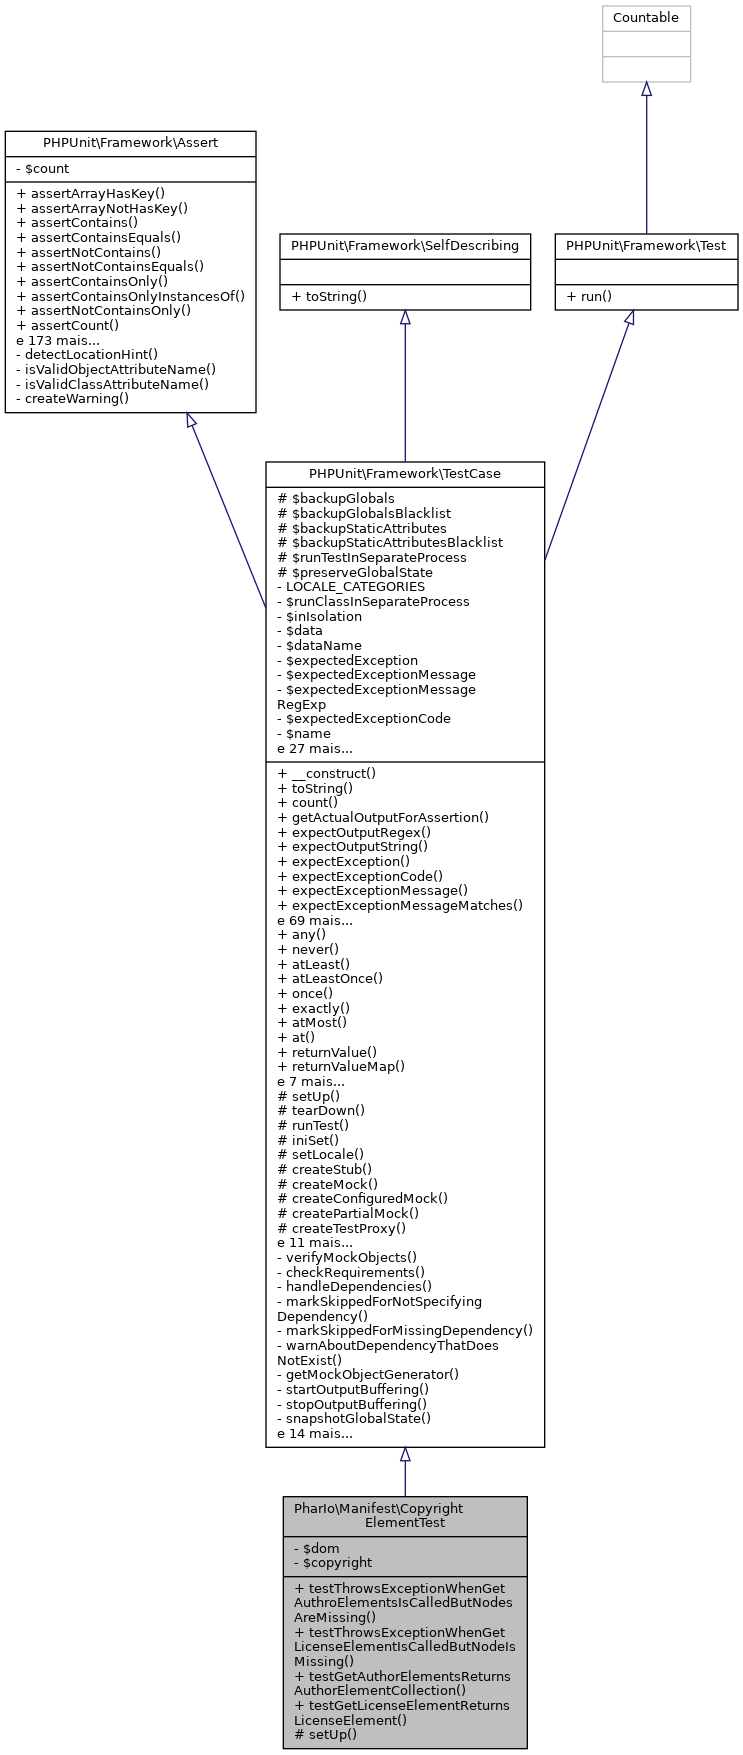 Countable
PHPUnit\Framework\Assert
- $count
+ assertArrayHasKey()
+ assertArrayNotHasKey()
+ assertContains()
+ assertContainsEquals()
+ assertNotContains()
+ assertNotContainsEquals()
+ assertContainsOnly()
+ assertContainsOnlyInstancesOf()
+ assertNotContainsOnly()
+ assertCount()
e 173 mais...
- detectLocationHint()
- isValidObjectAttributeName()
- isValidClassAttributeName()
- createWarning()
PHPUnit\Framework\SelfDescribing
+ toString()
PHPUnit\Framework\Test
+ run()
PHPUnit\Framework\TestCase
# $backupGlobals
# $backupGlobalsBlacklist
# $backupStaticAttributes
# $backupStaticAttributesBlacklist
# $runTestInSeparateProcess
# $preserveGlobalState
- LOCALE_CATEGORIES
- $runClassInSeparateProcess
- $inIsolation
- $data
- $dataName
- $expectedException
- $expectedExceptionMessage
- $expectedExceptionMessage
RegExp
- $expectedExceptionCode
- $name
e 27 mais...
+ __construct()
+ toString()
+ count()
+ getActualOutputForAssertion()
+ expectOutputRegex()
+ expectOutputString()
+ expectException()
+ expectExceptionCode()
+ expectExceptionMessage()
+ expectExceptionMessageMatches()
e 69 mais...
+ any()
+ never()
+ atLeast()
+ atLeastOnce()
+ once()
+ exactly()
+ atMost()
+ at()
+ returnValue()
+ returnValueMap()
e 7 mais...
# setUp()
# tearDown()
# runTest()
# iniSet()
# setLocale()
# createStub()
# createMock()
# createConfiguredMock()
# createPartialMock()
# createTestProxy()
e 11 mais...
- verifyMockObjects()
- checkRequirements()
- handleDependencies()
- markSkippedForNotSpecifying
Dependency()
- markSkippedForMissingDependency()
- warnAboutDependencyThatDoes
NotExist()
- getMockObjectGenerator()
- startOutputBuffering()
- stopOutputBuffering()
- snapshotGlobalState()
e 14 mais...
PharIo\Manifest\Copyright
ElementTest
- $dom
- $copyright
+ testThrowsExceptionWhenGet
AuthroElementsIsCalledButNodes
AreMissing()
+ testThrowsExceptionWhenGet
LicenseElementIsCalledButNodeIs
Missing()
+ testGetAuthorElementsReturns
AuthorElementCollection()
+ testGetLicenseElementReturns
LicenseElement()
# setUp()